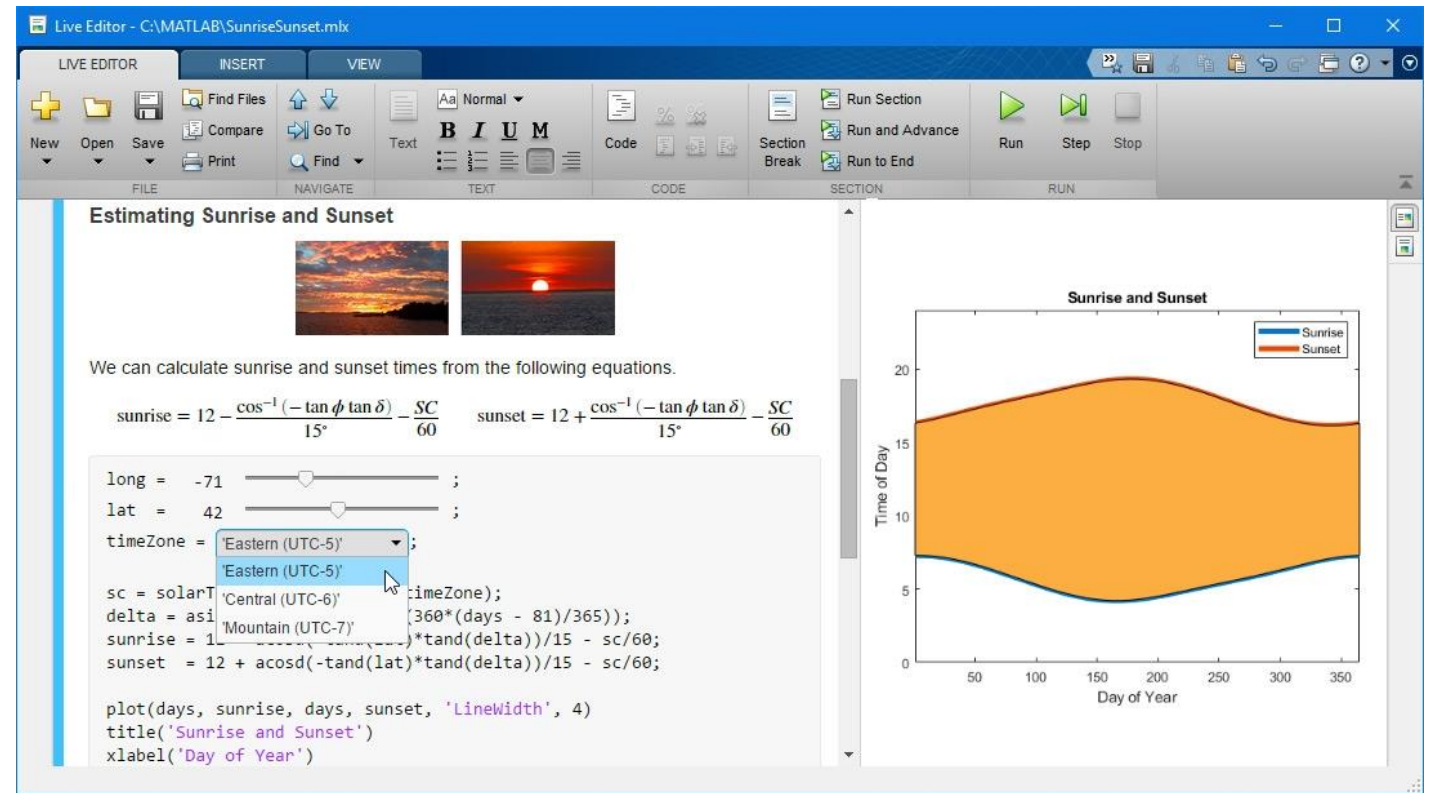 Live Editor - C:\MATLAB\SunriseSunset.mlx
LIVE EDITOR INSERT VIEW
New Open Save
Find Files
Compare
Print
Go To
Find
Text
Aa Normal
B I U M
Code
Section Break
Run Section
Run and Advance
Run to End
Run Step Stop
FILE NAVIGATE TEXT CODE SECTION RUN
Estimating Sunrise and Sunset
We can calculate sunrise and sunset times from the following equations.
sunrise = 12 − cos⁻¹(− tan ϕ tan δ)/15° − SC/60 sunset = 12 + cos⁻¹(− tan ϕ tan δ)/15° − SC/60
long = -71 ;
lat = 42 ;
timeZone = 'Eastern (UTC-5)' ;
'Eastern (UTC-5)'
'Central (UTC-6)'
'Mountain (UTC-7)'
sc = solarT imeZone);
delta = asi (360*(days - 81)/365));
sunrise = 12 *tand(delta))/15 - sc/60;
sunset = 12 + acosd(-tand(lat)*tand(delta))/15 - sc/60;
plot(days, sunrise, days, sunset, 'LineWidth', 4)
title('Sunrise and Sunset')
xlabel('Day of Year')
Sunrise and Sunset
Sunrise
Sunset
20
15
10
5
0
Time of Day
50 100 150 200 250 300 350
Day of Year